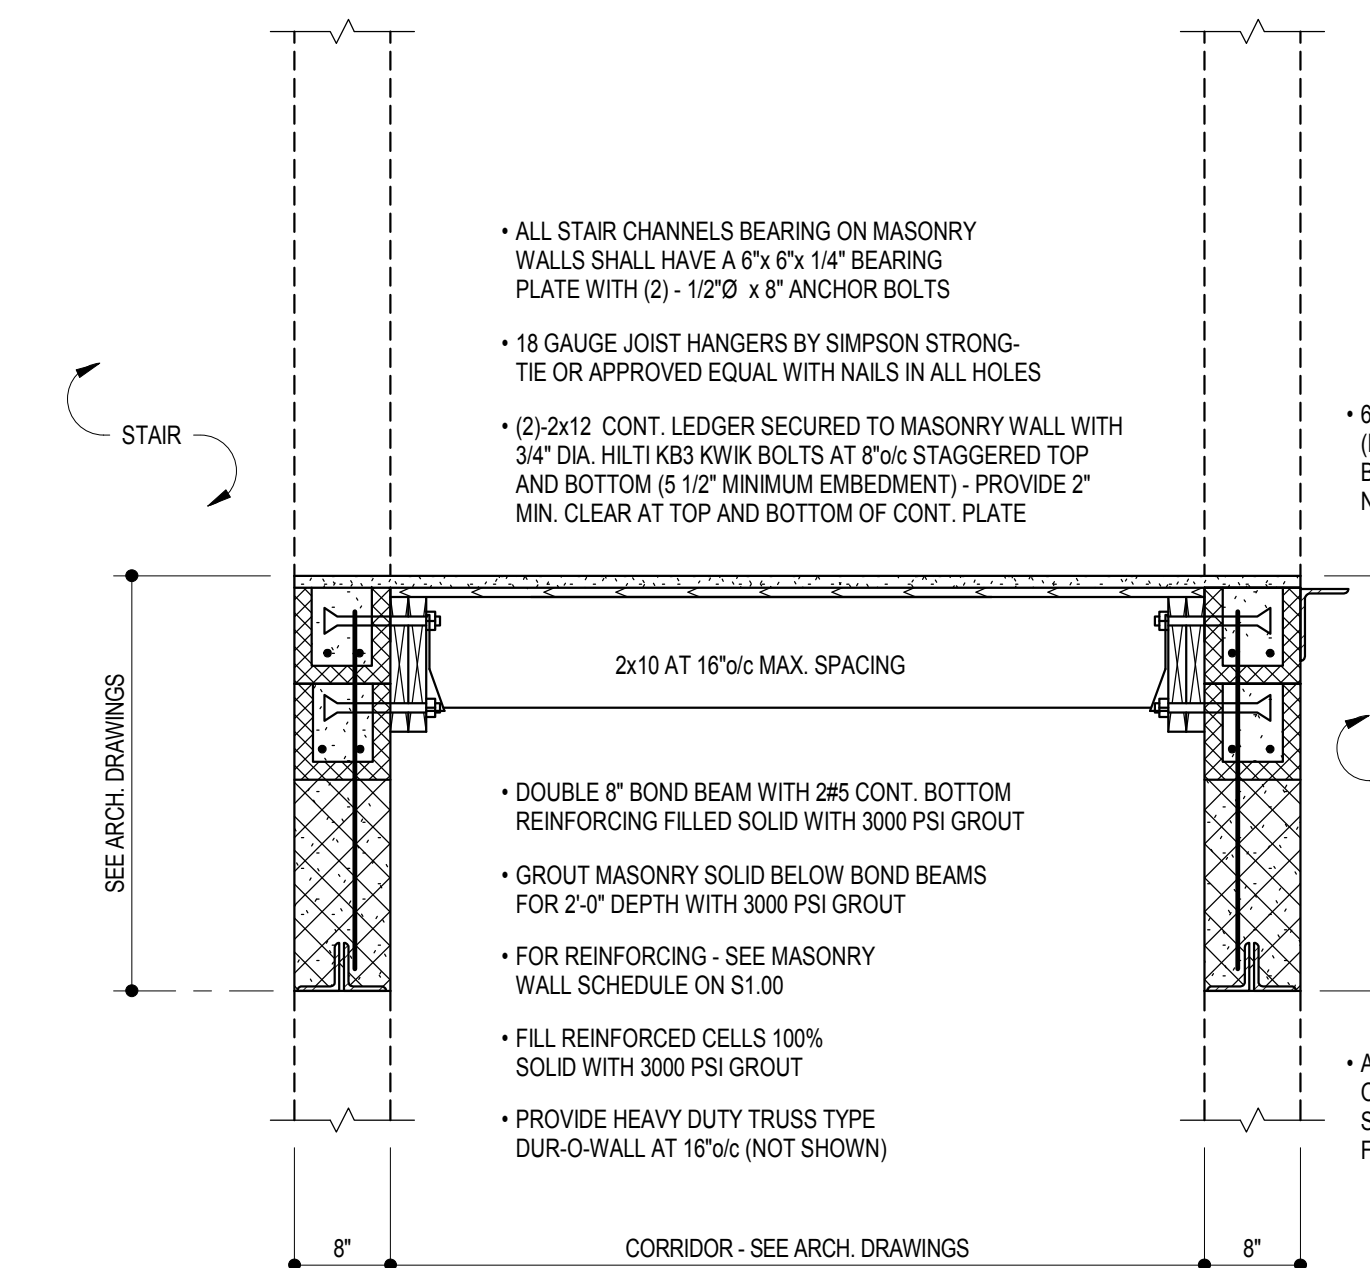 • ALL STAIR CHANNELS BEARING ON MASONRY
WALLS SHALL HAVE A 6"x 6"x 1/4" BEARING
PLATE WITH (2) - 1/2"Ø x 8" ANCHOR BOLTS
• 18 GAUGE JOIST HANGERS BY SIMPSON STRONG-
TIE OR APPROVED EQUAL WITH NAILS IN ALL HOLES
• (2)-2x12 CONT. LEDGER SECURED TO MASONRY WALL WITH
3/4" DIA. HILTI KB3 KWIK BOLTS AT 8"o/c STAGGERED TOP
AND BOTTOM (5 1/2" MINIMUM EMBEDMENT) - PROVIDE 2"
MIN. CLEAR AT TOP AND BOTTOM OF CONT. PLATE
STAIR
• 6
(
B
N
2x10 AT 16"o/c MAX. SPACING
SEE ARCH. DRAWINGS
• DOUBLE 8" BOND BEAM WITH 2#5 CONT. BOTTOM
REINFORCING FILLED SOLID WITH 3000 PSI GROUT
• GROUT MASONRY SOLID BELOW BOND BEAMS
FOR 2'-0" DEPTH WITH 3000 PSI GROUT
• FOR REINFORCING - SEE MASONRY
WALL SCHEDULE ON S1.00
• FILL REINFORCED CELLS 100%
SOLID WITH 3000 PSI GROUT
• PROVIDE HEAVY DUTY TRUSS TYPE
DUR-O-WALL AT 16"o/c (NOT SHOWN)
• A
C
S
F
8"
CORRIDOR - SEE ARCH. DRAWINGS
8"